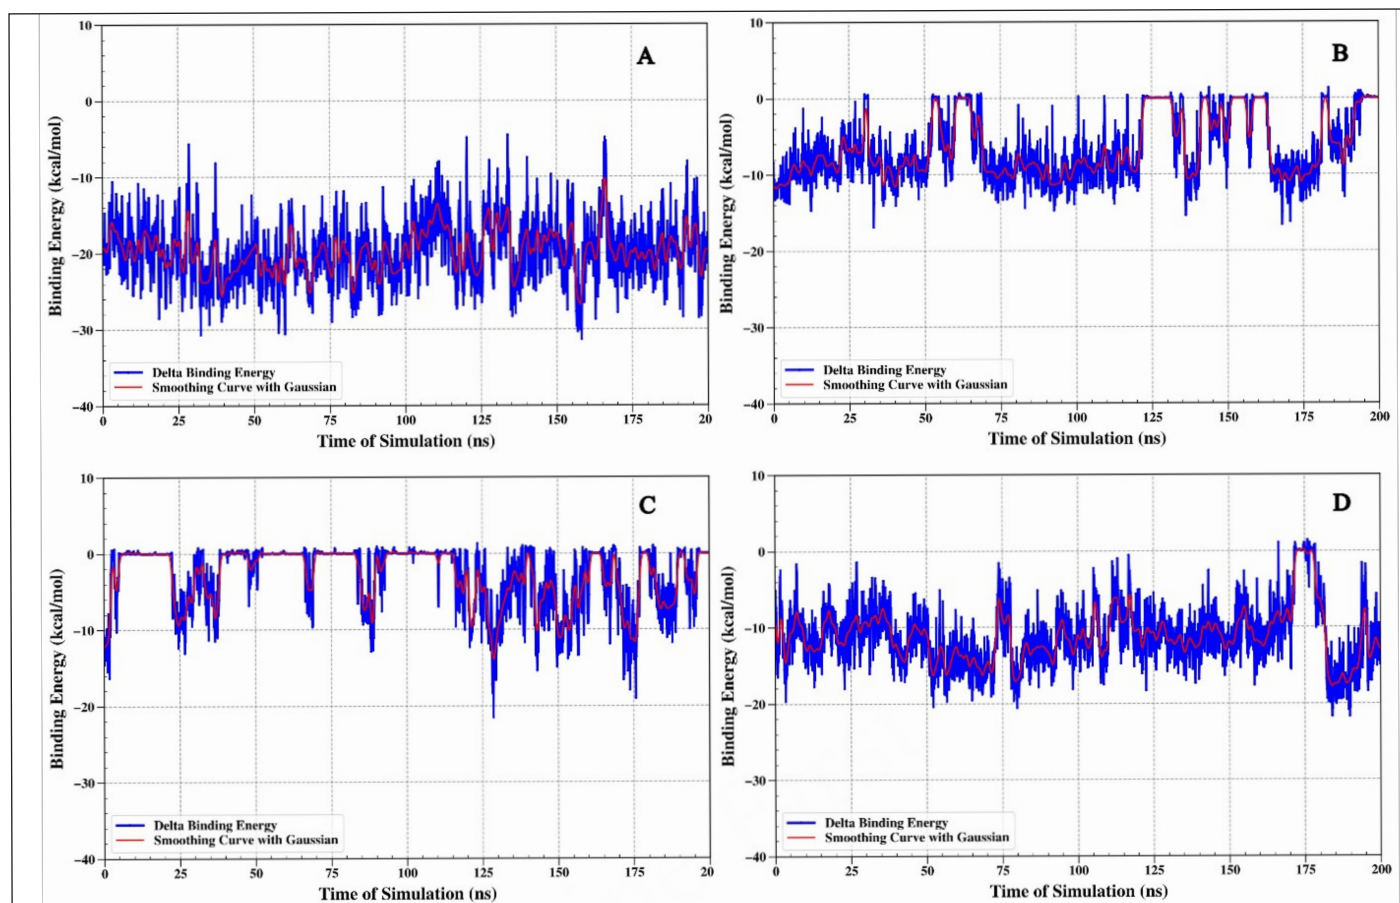 A
10
0
−10
−20
−30
−40
Binding Energy (kcal/mol)
Delta Binding Energy
Smoothing Curve with Gaussian
0 25 50 75 100 125 150 175 20
Time of Simulation (ns)
B
10
0
−10
−20
−30
−40
Binding Energy (kcal/mol)
Delta Binding Energy
Smoothing Curve with Gaussian
0 25 50 75 100 125 150 175 200
Time of Simulation (ns)
C
10
0
−10
−20
−30
−40
Binding Energy (kcal/mol)
Delta Binding Energy
Smoothing Curve with Gaussian
0 25 50 75 100 125 150 175 20
Time of Simulation (ns)
D
10
0
−10
−20
−30
−40
Binding Energy (kcal/mol)
Delta Binding Energy
Smoothing Curve with Gaussian
0 25 50 75 100 125 150 175 200
Time of Simulation (ns)